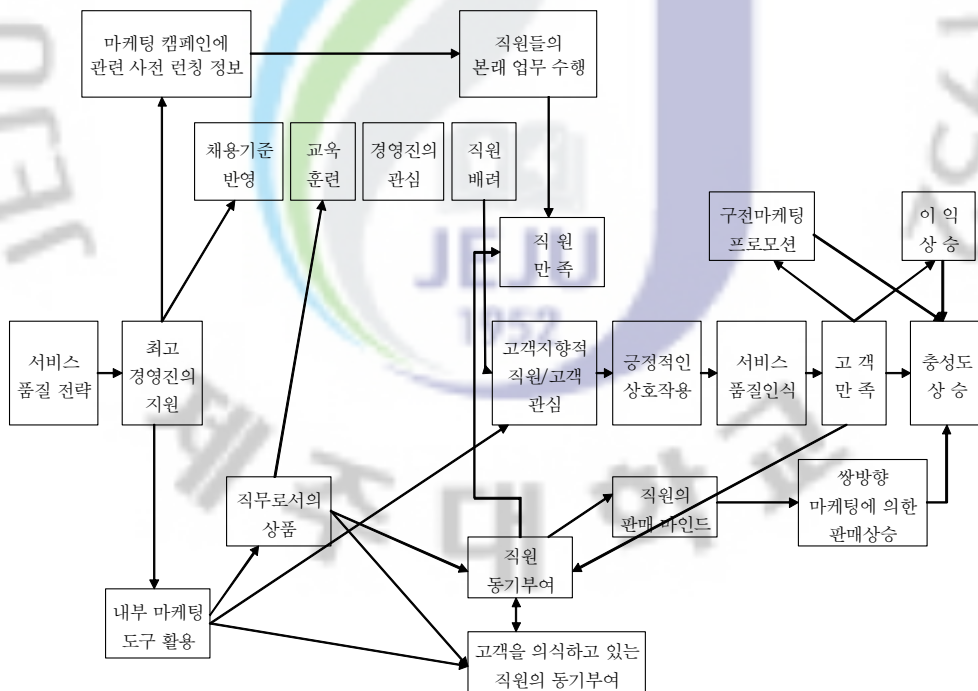 마케팅 캠페인에
관련 사전 런칭 정보
직원들의
본래 업무 수행
채용기준
반영
교육
훈련
경영진의
관심
직원
배려
직 원
만 족
구전마케팅
프로모션
이 익
상 승
서비스
품질 전략
최고
경영진의
지원
고객지향적
직원/고객
관심
긍정적인
상호작용
서비스
품질인식
고 객
만 족
충성도
상 승
직무로서의
상품
직원의
판매 마인드
쌍방향
마케팅에 의한
판매상승
직원
동기부여
내부 마케팅
도구 활용
고객을 의식하고 있는
직원의 동기부여
JEJU
1952
제주대학교